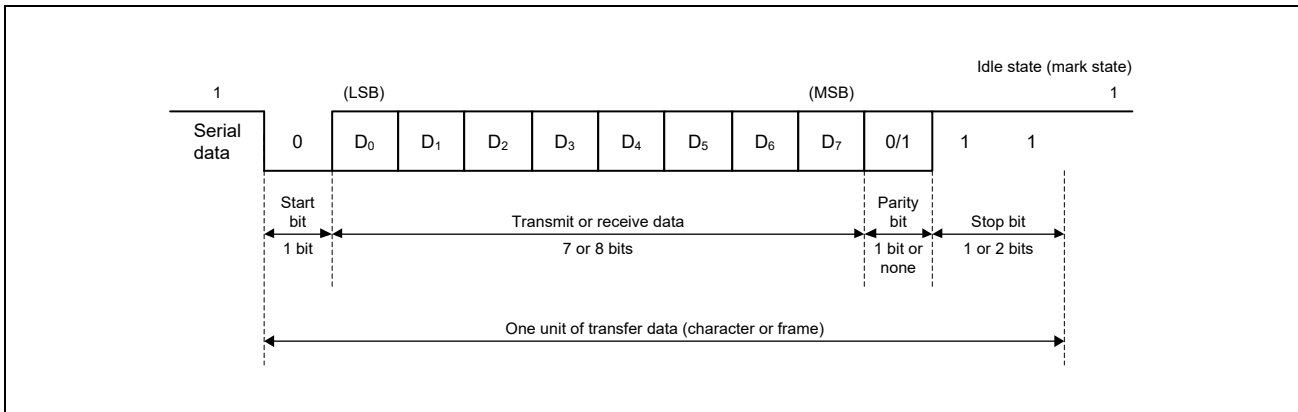 Idle state (mark state)
1 (LSB) (MSB) 1
Serial data
0 D₀ D₁ D₂ D₃ D₄ D₅ D₆ D₇ 0/1 1 1
Start bit
1 bit
Transmit or receive data
7 or 8 bits
Parity bit
1 bit or none
Stop bit
1 or 2 bits
One unit of transfer data (character or frame)